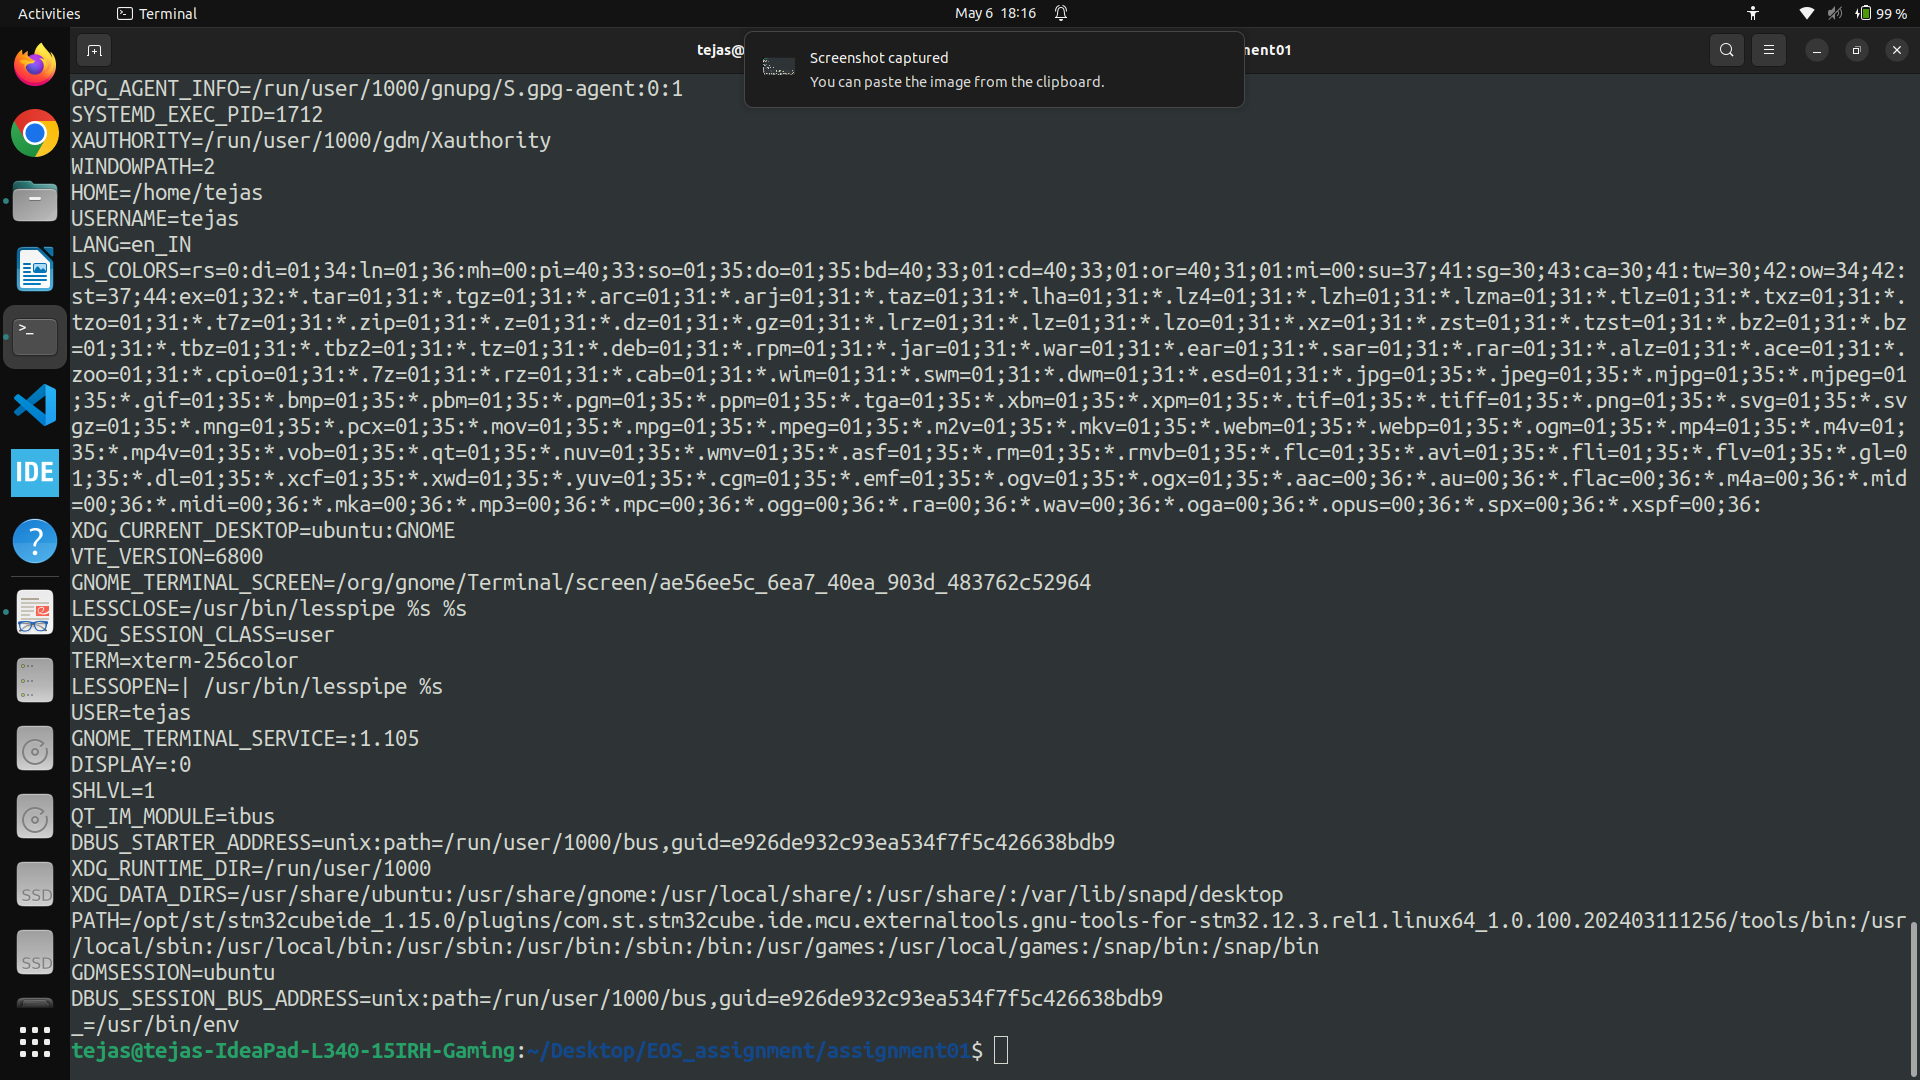 Activities
Terminal
May 6 18:16
99 %
tejas@
ment01
Screenshot captured
You can paste the image from the clipboard.
GPG_AGENT_INFO=/run/user/1000/gnupg/S.gpg-agent:0:1
SYSTEMD_EXEC_PID=1712
XAUTHORITY=/run/user/1000/gdm/Xauthority
WINDOWPATH=2
HOME=/home/tejas
USERNAME=tejas
LANG=en_IN
LS_COLORS=rs=0:di=01;34:ln=01;36:mh=00:pi=40;33:so=01;35:do=01;35:bd=40;33;01:cd=40;33;01:or=40;31;01:mi=00:su=37;41:sg=30;43:ca=30;41:tw=30;42:ow=34;42:
st=37;44:ex=01;32:*.tar=01;31:*.tgz=01;31:*.arc=01;31:*.arj=01;31:*.taz=01;31:*.lha=01;31:*.lz4=01;31:*.lzh=01;31:*.lzma=01;31:*.tlz=01;31:*.txz=01;31:*.
tzo=01;31:*.t7z=01;31:*.zip=01;31:*.z=01;31:*.dz=01;31:*.gz=01;31:*.lrz=01;31:*.lz=01;31:*.lzo=01;31:*.xz=01;31:*.zst=01;31:*.tzst=01;31:*.bz2=01;31:*.bz
=01;31:*.tbz=01;31:*.tbz2=01;31:*.tz=01;31:*.deb=01;31:*.rpm=01;31:*.jar=01;31:*.war=01;31:*.ear=01;31:*.sar=01;31:*.rar=01;31:*.alz=01;31:*.ace=01;31:*.
zoo=01;31:*.cpio=01;31:*.7z=01;31:*.rz=01;31:*.cab=01;31:*.wim=01;31:*.swm=01;31:*.dwm=01;31:*.esd=01;31:*.jpg=01;35:*.jpeg=01;35:*.mjpg=01;35:*.mjpeg=01
;35:*.gif=01;35:*.bmp=01;35:*.pbm=01;35:*.pgm=01;35:*.ppm=01;35:*.tga=01;35:*.xbm=01;35:*.xpm=01;35:*.tif=01;35:*.tiff=01;35:*.png=01;35:*.svg=01;35:*.sv
gz=01;35:*.mng=01;35:*.pcx=01;35:*.mov=01;35:*.mpg=01;35:*.mpeg=01;35:*.m2v=01;35:*.mkv=01;35:*.webm=01;35:*.webp=01;35:*.ogm=01;35:*.mp4=01;35:*.m4v=01;
35:*.mp4v=01;35:*.vob=01;35:*.qt=01;35:*.nuv=01;35:*.wmv=01;35:*.asf=01;35:*.rm=01;35:*.rmvb=01;35:*.flc=01;35:*.avi=01;35:*.fli=01;35:*.flv=01;35:*.gl=0
1;35:*.dl=01;35:*.xcf=01;35:*.xwd=01;35:*.yuv=01;35:*.cgm=01;35:*.emf=01;35:*.ogv=01;35:*.ogx=01;35:*.aac=00;36:*.au=00;36:*.flac=00;36:*.m4a=00;36:*.mid
=00;36:*.midi=00;36:*.mka=00;36:*.mp3=00;36:*.mpc=00;36:*.ogg=00;36:*.ra=00;36:*.wav=00;36:*.oga=00;36:*.opus=00;36:*.spx=00;36:*.xspf=00;36:
XDG_CURRENT_DESKTOP=ubuntu:GNOME
VTE_VERSION=6800
GNOME_TERMINAL_SCREEN=/org/gnome/Terminal/screen/ae56ee5c_6ea7_40ea_903d_483762c52964
LESSCLOSE=/usr/bin/lesspipe %s %s
XDG_SESSION_CLASS=user
TERM=xterm-256color
LESSOPEN=| /usr/bin/lesspipe %s
USER=tejas
GNOME_TERMINAL_SERVICE=:1.105
DISPLAY=:0
SHLVL=1
QT_IM_MODULE=ibus
DBUS_STARTER_ADDRESS=unix:path=/run/user/1000/bus,guid=e926de932c93ea534f7f5c426638bdb9
XDG_RUNTIME_DIR=/run/user/1000
XDG_DATA_DIRS=/usr/share/ubuntu:/usr/share/gnome:/usr/local/share/:/usr/share/:/var/lib/snapd/desktop
PATH=/opt/st/stm32cubeide_1.15.0/plugins/com.st.stm32cube.ide.mcu.externaltools.gnu-tools-for-stm32.12.3.rel1.linux64_1.0.100.202403111256/tools/bin:/usr
/local/sbin:/usr/local/bin:/usr/sbin:/usr/bin:/sbin:/bin:/usr/games:/usr/local/games:/snap/bin:/snap/bin
GDMSESSION=ubuntu
DBUS_SESSION_BUS_ADDRESS=unix:path=/run/user/1000/bus,guid=e926de932c93ea534f7f5c426638bdb9
_=/usr/bin/env
tejas@tejas-IdeaPad-L340-15IRH-Gaming:~/Desktop/EOS_assignment/assignment01$
IDE
?
SSD
SSD